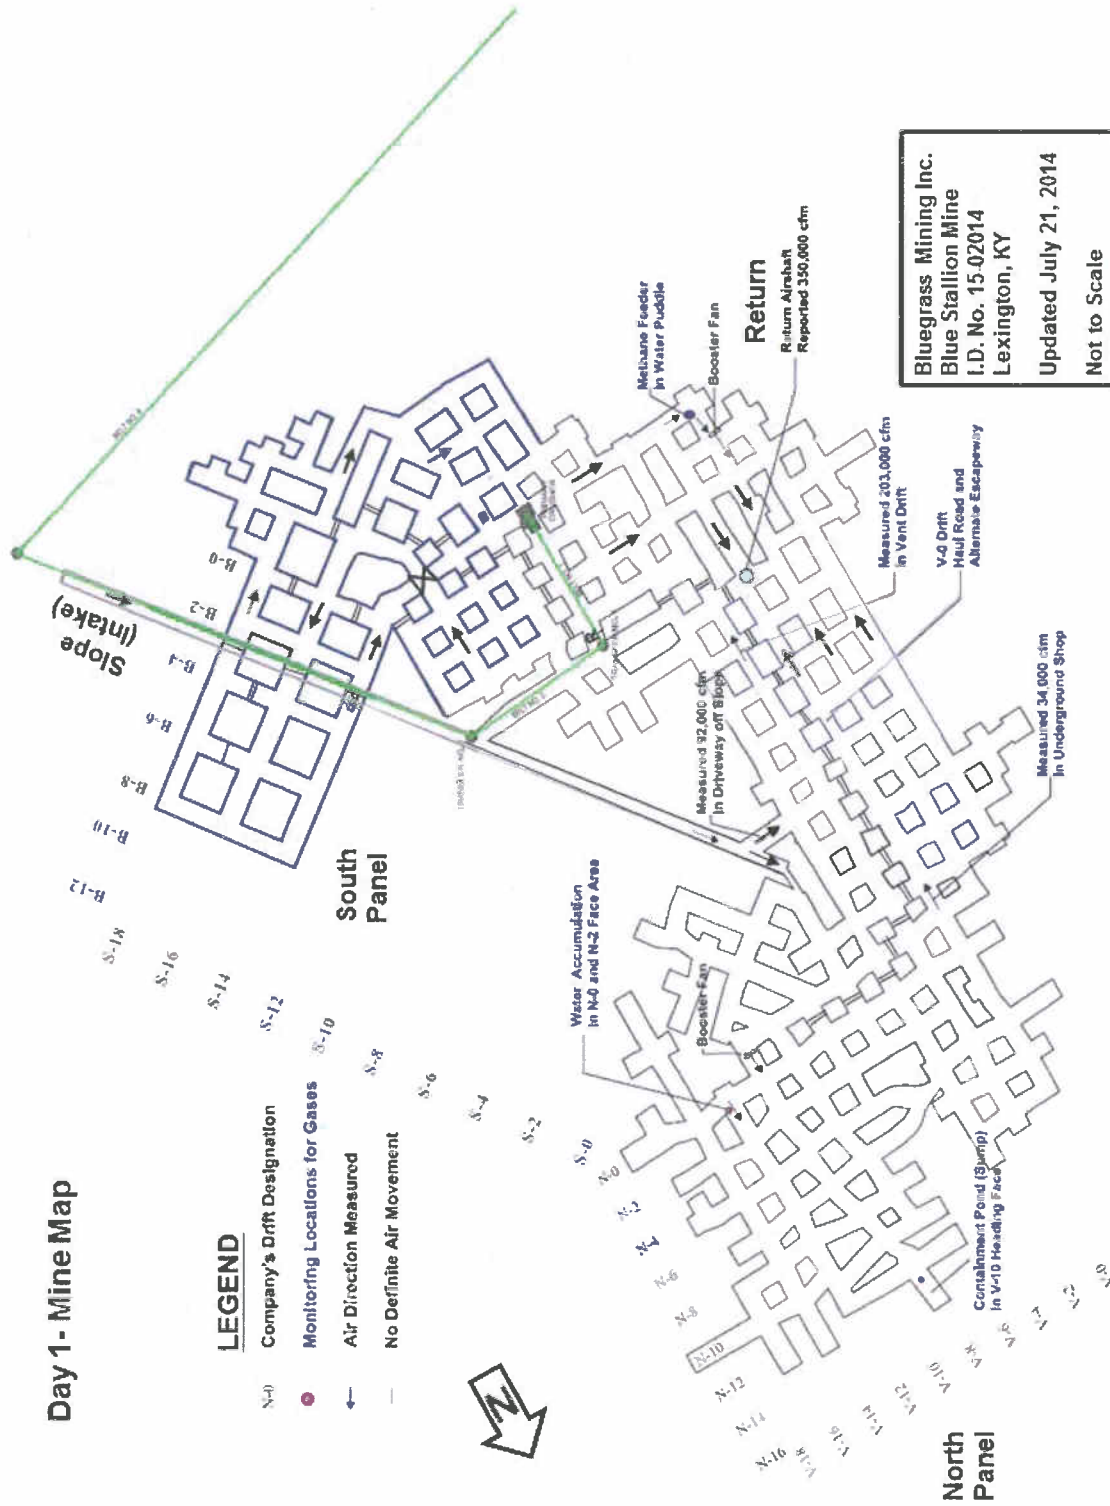 Day 1- Mine Map
LEGEND
N-0 Company's Drift Designation
Monitoring Locations for Gases
Air Direction Measured
No Definite Air Movement
N
South
Panel
North
Panel
Slope
(Intake)
B-0
B-2
B-4
B-6
B-8
B-10
B-12
S-18
S-16
S-14
S-12
S-10
S-8
S-6
S-4
S-2
S-0
N-0
N-2
N-4
N-6
N-8
N-10
N-12
N-14
N-16
V-18
V-16
V-14
V-12
V-10
V-8
V-6
V-4
V-2
V-0
Water Accumulation
In N-0 and N-2 Face Area
Booster Fan
Containment Pond (Sump)
In V-10 Heading Face
Measured 92,000 cfm
In Driveway off Slope
Methane Feeder
In Water Puddle
Booster Fan
Return
Return Airshaft
Reported 350,000 cfm
Measured 203,000 cfm
In Vent Drift
V-0 Drift
Haul Road and
Alternate Escapeway
Measured 34,000 cfm
In Underground Shop
Bluegrass Mining Inc.
Blue Stallion Mine
I.D. No. 15-02014
Lexington, KY
Updated July 21, 2014
Not to Scale